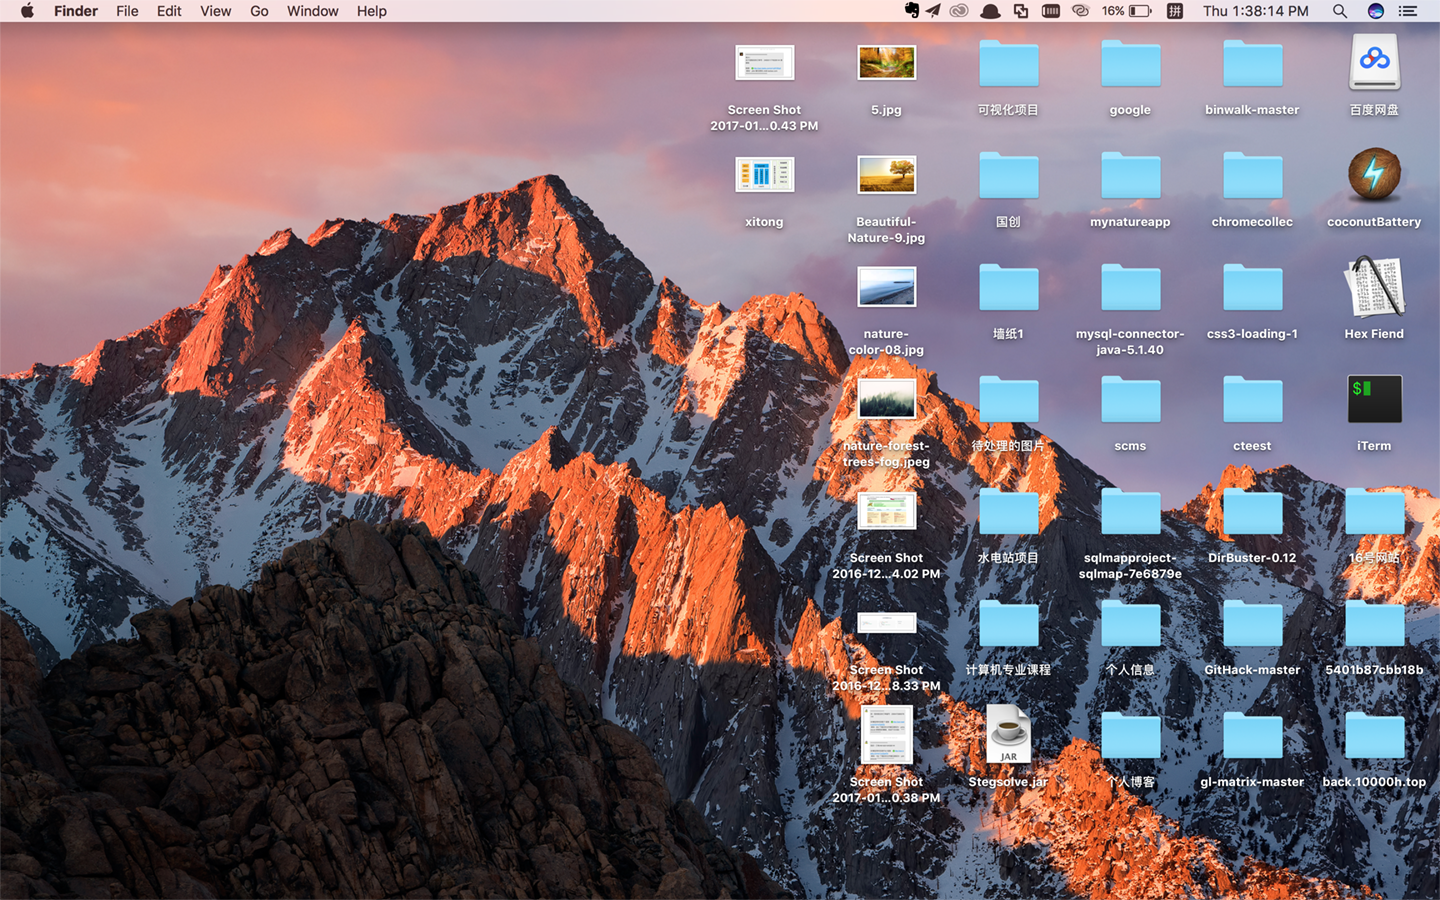 Finder File Edit View Go Window Help
16% 拼 Thu 1:38:14 PM
Screen Shot
2017-01...0.43 PM
5.jpg
可视化项目
google
binwalk-master
百度网盘
xitong
Beautiful-
Nature-9.jpg
国创
mynatureapp
chromecollec
coconutBattery
nature-
color-08.jpg
墙纸1
mysql-connector-
java-5.1.40
css3-loading-1
Hex Fiend
nature-forest-
trees-fog.jpeg
待处理的图片
scms
cteest
$
iTerm
Screen Shot
2016-12...4.02 PM
水电站项目
sqlmapproject-
sqlmap-7e6879e
DirBuster-0.12
16号网站
Screen Shot
2016-12...8.33 PM
计算机专业课程
个人信息
GitHack-master
5401b87cbb18b
Screen Shot
2017-01...0.38 PM
JAR
Stegsolve.jar
个人博客
gl-matrix-master
back.10000h.top